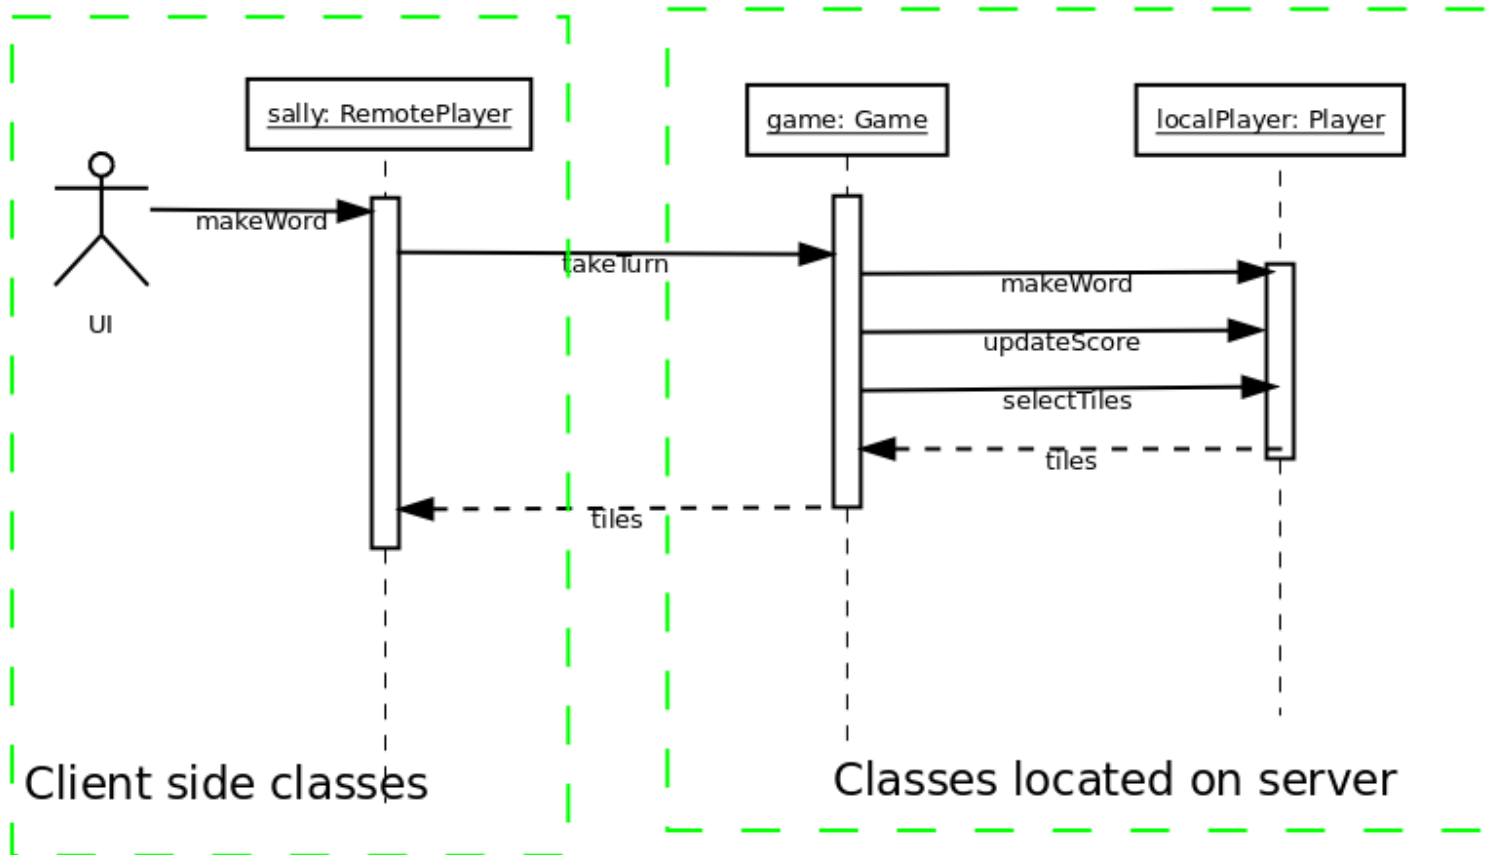 sally: RemotePlayer
game: Game
localPlayer: Player
makeWord
takeTurn
makeWord
UI
updateScore
selectTiles
tiles
tiles
Client side classes
Classes located on server